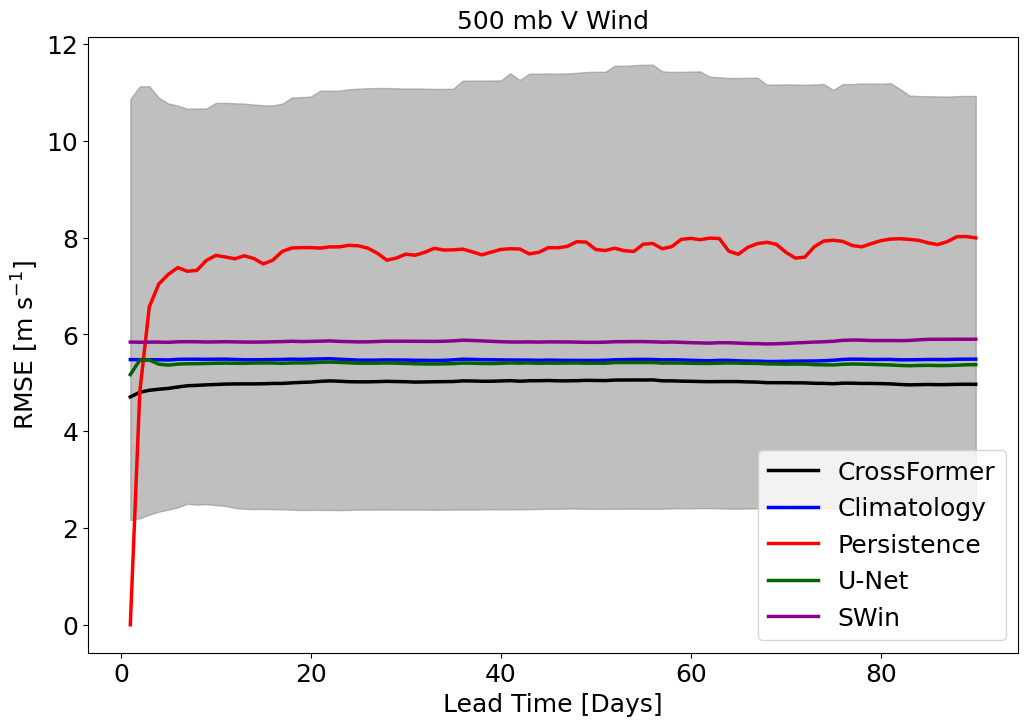 500 mb V Wind
12
10
8
6
4
2
0
RMSE [m s⁻¹]
0 20 40 60 80
Lead Time [Days]
CrossFormer
Climatology
Persistence
U-Net
SWin